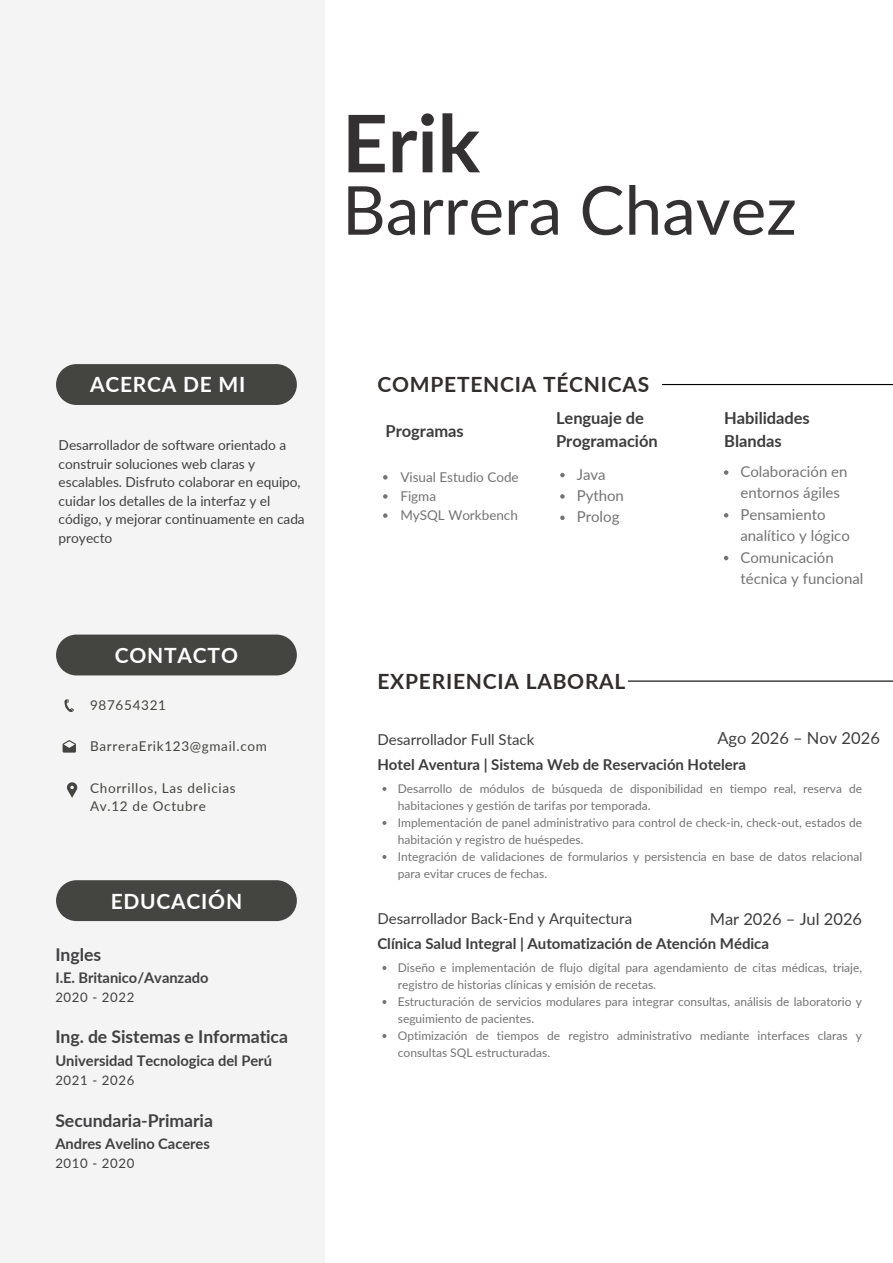 Erik
Barrera Chavez
ACERCA DE MI
Desarrollador de software orientado a
construir soluciones web claras y
escalables. Disfruto colaborar en equipo,
cuidar los detalles de la interfaz y el
código, y mejorar continuamente en cada
proyecto
CONTACTO
987654321
BarreraErik123@gmail.com
Chorrillos, Las delicias
Av.12 de Octubre
EDUCACIÓN
Ingles
I.E. Britanico/Avanzado
2020 - 2022
Ing. de Sistemas e Informatica
Universidad Tecnologica del Perú
2021 - 2026
Secundaria-Primaria
Andres Avelino Caceres
2010 - 2020
COMPETENCIA TÉCNICAS
Programas
• Visual Estudio Code
• Figma
• MySQL Workbench
Lenguaje de
Programación
• Java
• Python
• Prolog
Habilidades
Blandas
• Colaboración en
entornos ágiles
• Pensamiento
analítico y lógico
• Comunicación
técnica y funcional
EXPERIENCIA LABORAL
Desarrollador Full Stack Ago 2026 – Nov 2026
Hotel Aventura | Sistema Web de Reservación Hotelera
• Desarrollo de módulos de búsqueda de disponibilidad en tiempo real, reserva de
habitaciones y gestión de tarifas por temporada.
• Implementación de panel administrativo para control de check-in, check-out, estados de
habitación y registro de huéspedes.
• Integración de validaciones de formularios y persistencia en base de datos relacional
para evitar cruces de fechas.
Desarrollador Back-End y Arquitectura Mar 2026 – Jul 2026
Clínica Salud Integral | Automatización de Atención Médica
• Diseño e implementación de flujo digital para agendamiento de citas médicas, triaje,
registro de historias clínicas y emisión de recetas.
• Estructuración de servicios modulares para integrar consultas, análisis de laboratorio y
seguimiento de pacientes.
• Optimización de tiempos de registro administrativo mediante interfaces claras y
consultas SQL estructuradas.